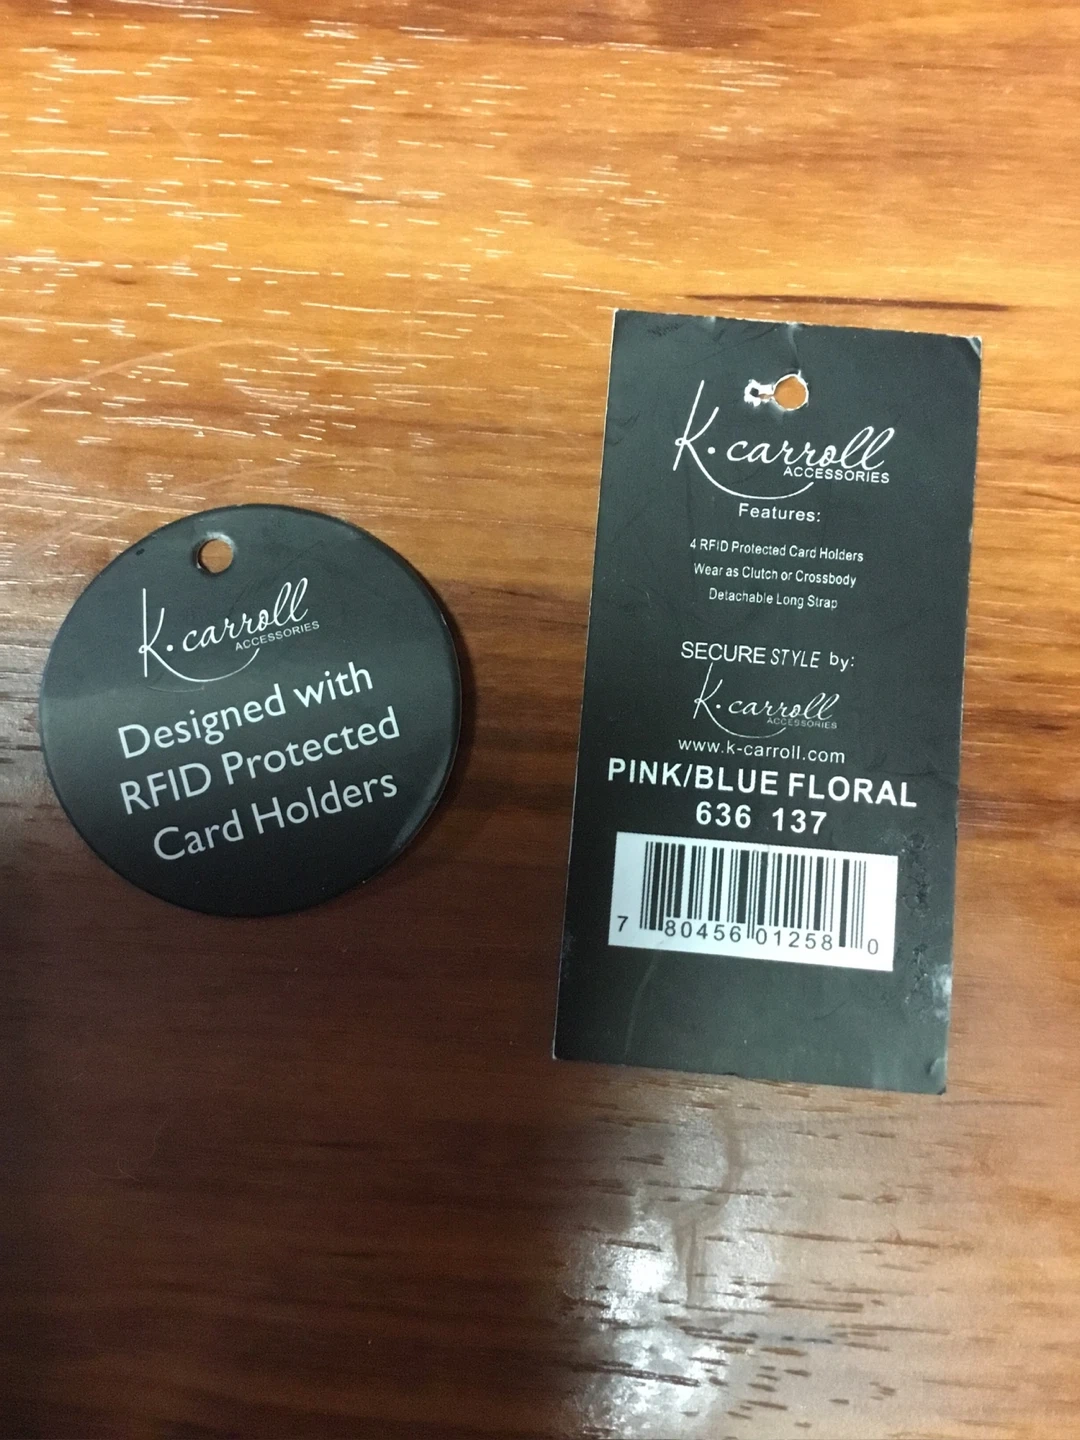 K. carroll
ACCESSORIES
Designed with
RFID Protected
Card Holders
K. carroll
ACCESSORIES
Features:
4 RFID Protected Card Holders
Wear as Clutch or Crossbody
Detachable Long Strap
SECURE STYLE by:
K. carroll
ACCESSORIES
www.k-carroll.com
PINK/BLUE FLORAL
636 137
7 80456 01258 0